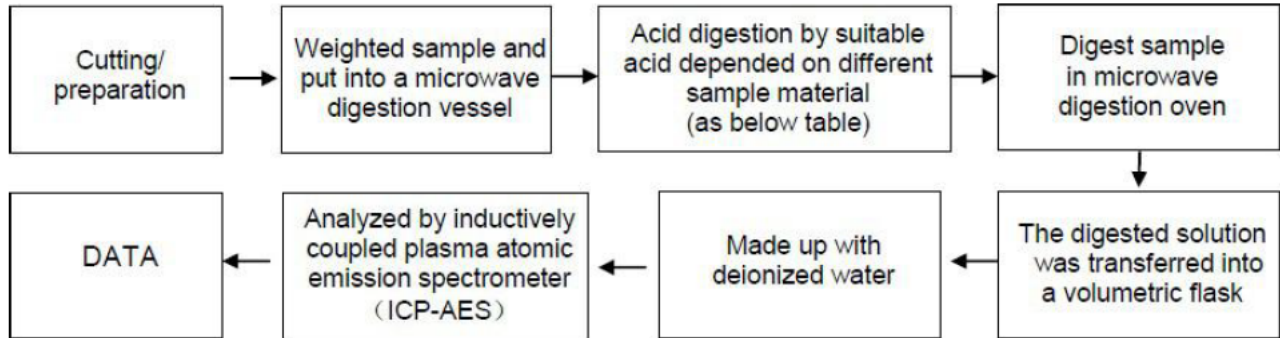 Cutting/
preparation
Weighted sample and
put into a microwave
digestion vessel
Acid digestion by suitable
acid depended on different
sample material
(as below table)
Digest sample
in microwave
digestion oven
The digested solution
was transferred into
a volumetric flask
Made up with
deionized water
Analyzed by inductively
coupled plasma atomic
emission spectrometer
（ICP-AES）
DATA